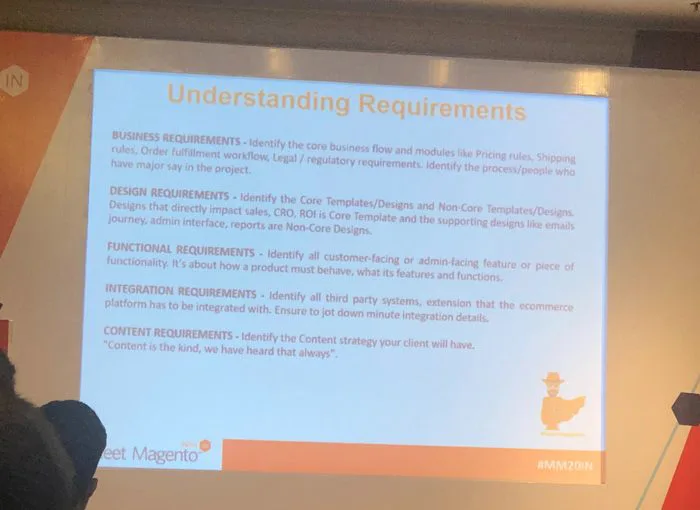 IN
Understanding Requirements
BUSINESS REQUIREMENTS - Identify the core business flow and modules like Pricing rules, Shipping
rules, Order fulfillment workflow, Legal / regulatory requirements. Identify the process/people who
have major say in the project.
DESIGN REQUIREMENTS - Identify the Core Templates/Designs and Non-Core Templates/Designs.
Designs that directly impact sales, CRO, ROI is Core Template and the supporting designs like emails
journey, admin interface, reports are Non-Core Designs.
FUNCTIONAL REQUIREMENTS - Identify all customer-facing or admin-facing feature or piece of
functionality. It's about how a product must behave, what its features and functions.
INTEGRATION REQUIREMENTS - Identify all third party systems, extension that the ecommerce
platform has to be integrated with. Ensure to jot down minute integration details.
CONTENT REQUIREMENTS - Identify the Content strategy your client will have.
"Content is the kind, we have heard that always".
eet Magento
#MM20IN